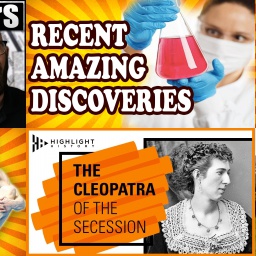 RECENT
AMAZING
DISCOVERIES
HIGHLIGHT
HISTORY
THE
CLEOPATRA
OF THE
SECESSION